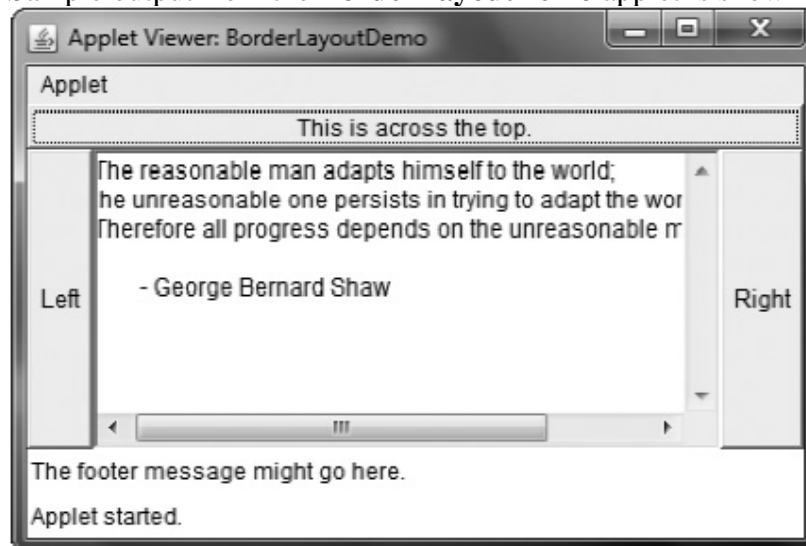 Applet Viewer: BorderLayoutDemo
Applet
This is across the top.
The reasonable man adapts himself to the world;
he unreasonable one persists in trying to adapt the wor
Therefore all progress depends on the unreasonable m
- George Bernard Shaw
Left
Right
The footer message might go here.
Applet started.